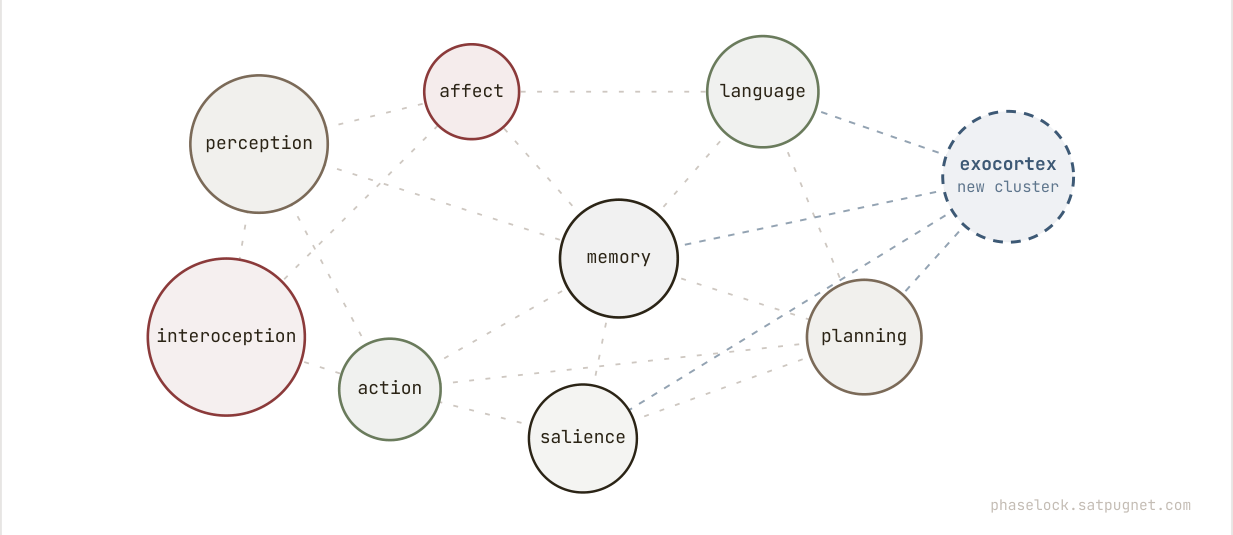 affect
language
perception
exocortex
new cluster
memory
interoception
planning
action
salience
phaselock.satpugnet.com